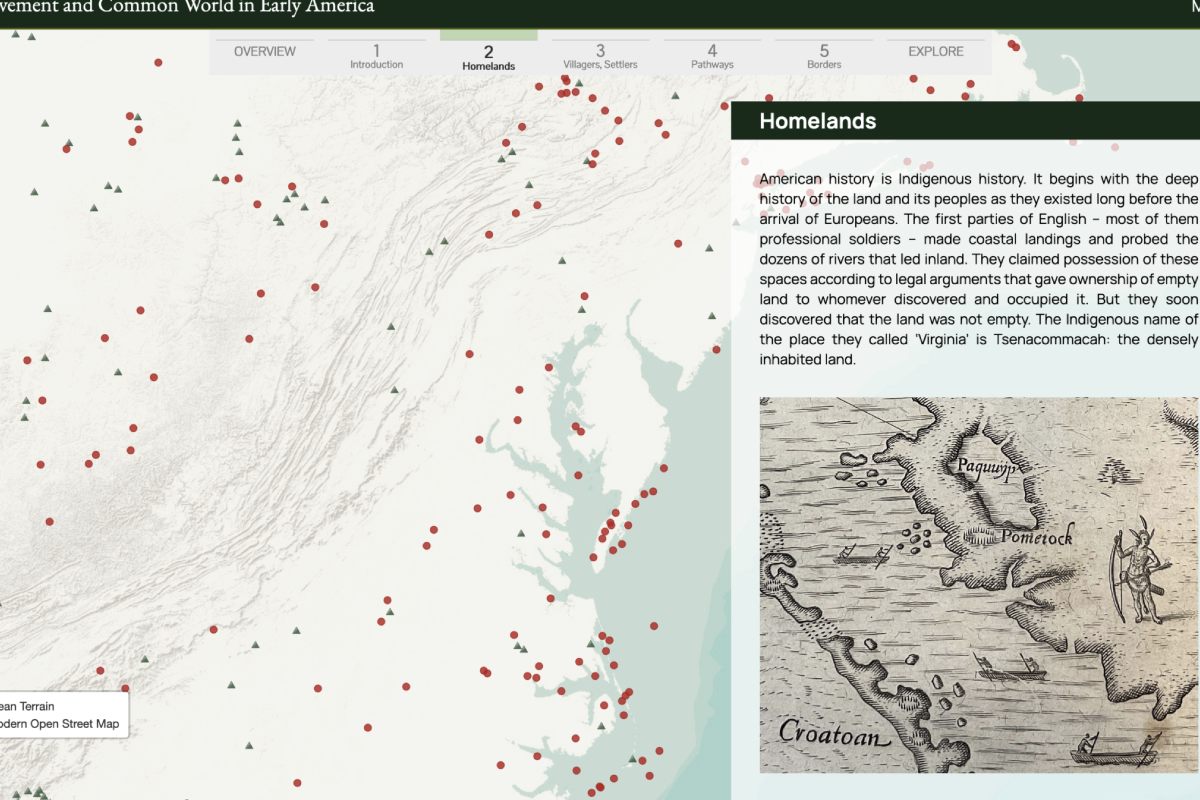 vement and Common World in Early America
M
OVERVIEW
1
Introduction
2
Homelands
3
Villagers, Settlers
4
Pathways
5
Borders
EXPLORE
Homelands
American history is Indigenous history. It begins with the deep
history of the land and its peoples as they existed long before the
arrival of Europeans. The first parties of English – most of them
professional soldiers – made coastal landings and probed the
dozens of rivers that led inland. They claimed possession of these
spaces according to legal arguments that gave ownership of empty
land to whomever discovered and occupied it. But they soon
discovered that the land was not empty. The Indigenous name of
the place they called 'Virginia' is Tsenacommacah: the densely
inhabited land.
Paquuip
Pomeiock
Croatoan
ean Terrain
odern Open Street Map